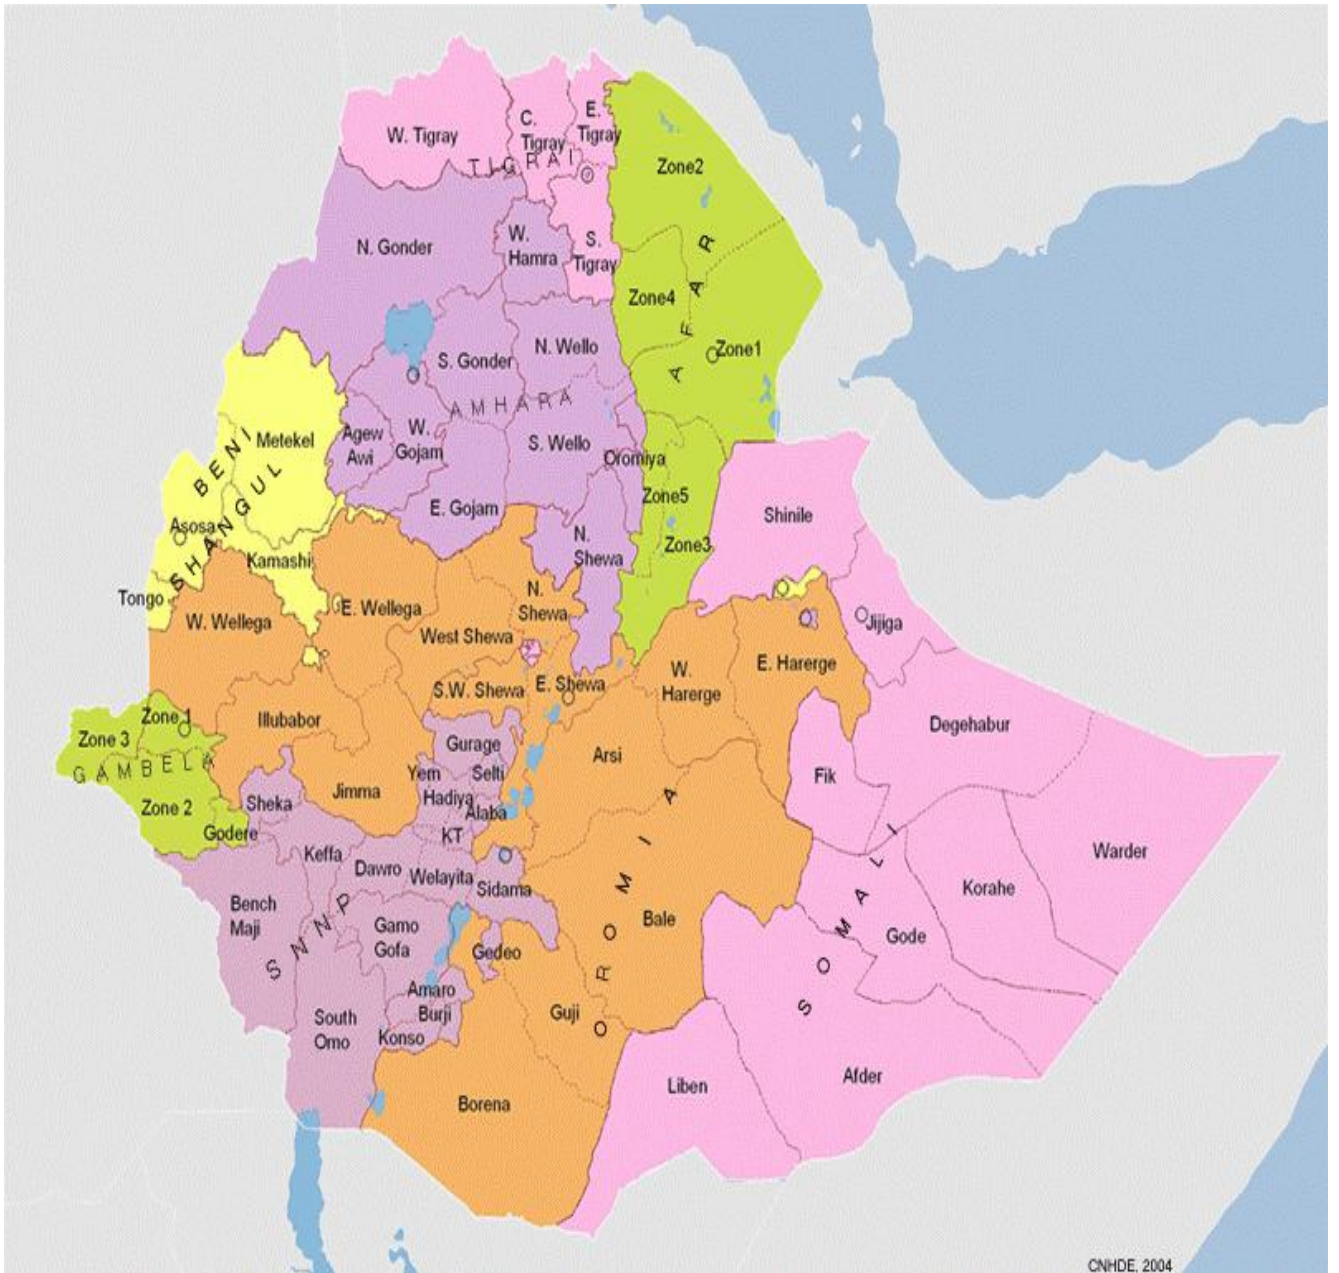 W. Tigray
C.
Tigray
E.
Tigray
TIGRAI
Zone2
N. Gonder
W.
Hamra
S.
Tigray
Zone4
AFAR
Zone1
S. Gonder
N. Wello
AMHARA
Metekel
Agew
Awi
W.
Gojam
S. Wello
Oromiya
BENI
SHANGUL
Zone5
E. Gojam
Shinile
Asosa
Kamashi
N.
Shewa
Zone3
Tongo
W. Wellega
E. Wellega
N.
Shewa
West Shewa
Jijiga
S.W. Shewa
E. Shewa
W.
Harerge
E. Harerge
Zone 1
Illubabor
Degehabur
Zone 3
GAMBELA
Gurage
Arsi
Yem
Selti
Fik
Jimma
Hadiya
Zone 2
Sheka
Alaba
Godere
KT
Keffa
Dawro
Welayita
Sidama
Warder
Korahe
Bench
Maji
SNNP
Gamo
Gofa
OROMIA
Bale
SOMALI
Gode
Gedeo
Amaro
Burji
Guji
South
Omo
Konso
Liben
Afder
Borena
CNHDE, 2004